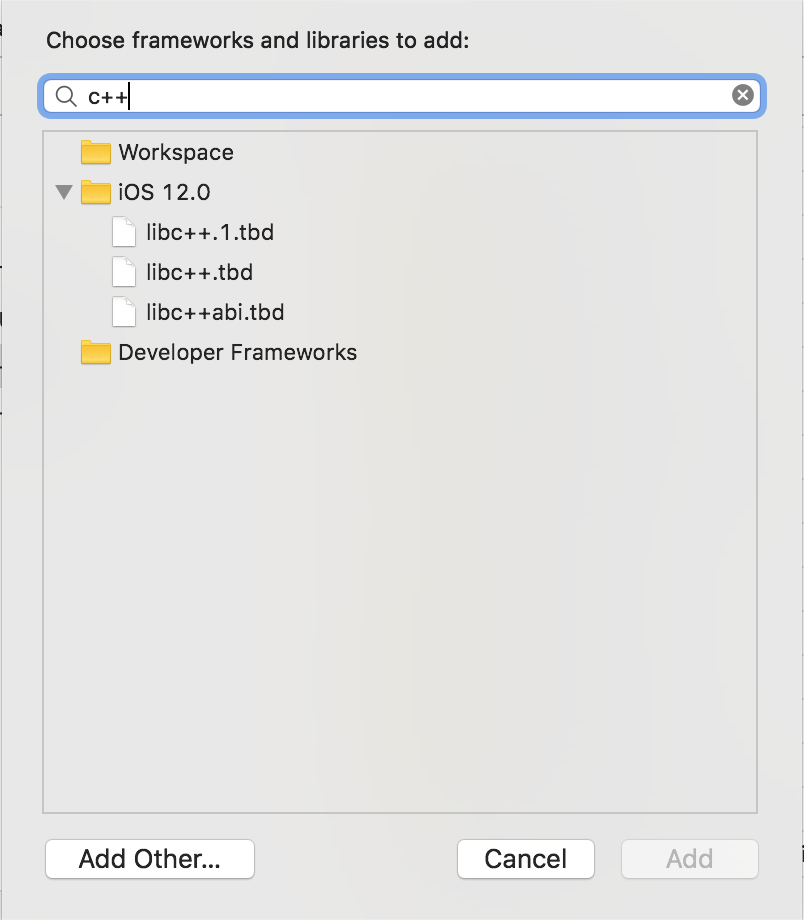 Choose frameworks and libraries to add:
c++
Workspace
iOS 12.0
libc++.1.tbd
libc++.tbd
libc++abi.tbd
Developer Frameworks
Add Other...
Cancel
Add